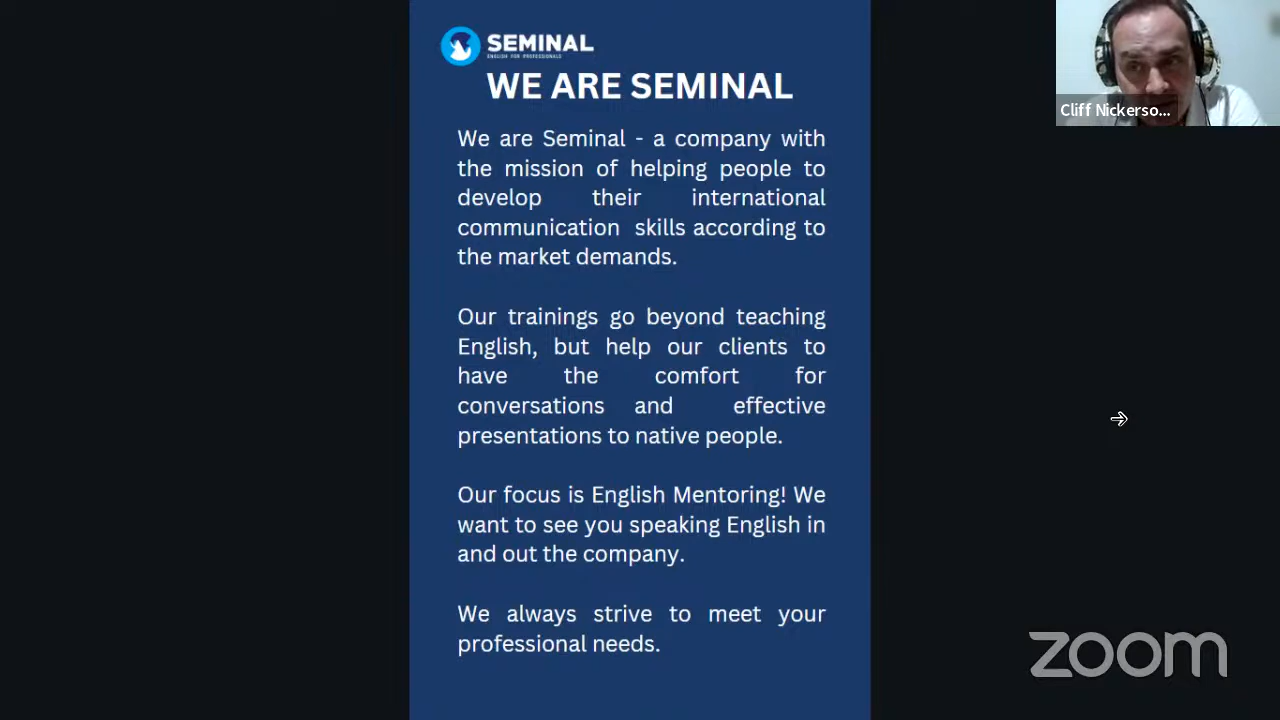 SEMINAL
ENGLISH FOR PROFESSIONALS
WE ARE SEMINAL
We are Seminal - a company with
the mission of helping people to
develop their international
communication skills according to
the market demands.
Our trainings go beyond teaching
English, but help our clients to
have the comfort for
conversations and effective
presentations to native people.
Our focus is English Mentoring! We
want to see you speaking English in
and out the company.
We always strive to meet your
professional needs.
Cliff Nickerso...
zoom